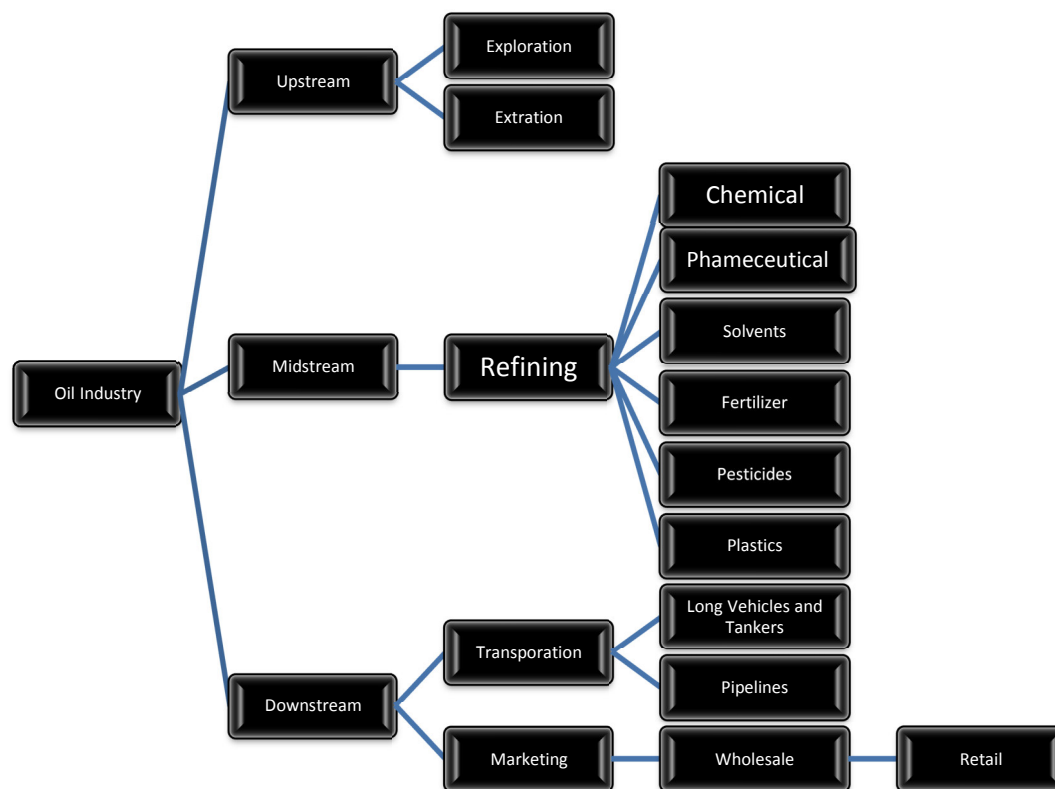 Exploration
Upstream
Extration
Chemical
Phameceutical
Solvents
Midstream
Refining
Oil Industry
Fertilizer
Pesticides
Plastics
Long Vehicles and
Tankers
Transporation
Pipelines
Downstream
Marketing
Wholesale
Retail